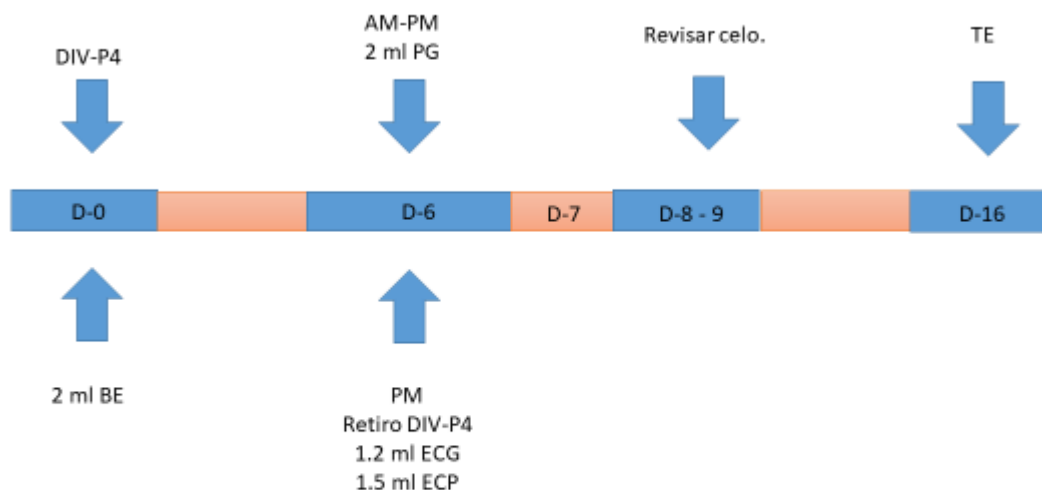 DIV-P4
AM-PM
2 ml PG
Revisar celo.
TE
D-0
D-6
D-7
D-8 - 9
D-16
2 ml BE
PM
Retiro DIV-P4
1.2 ml ECG
1.5 ml ECP